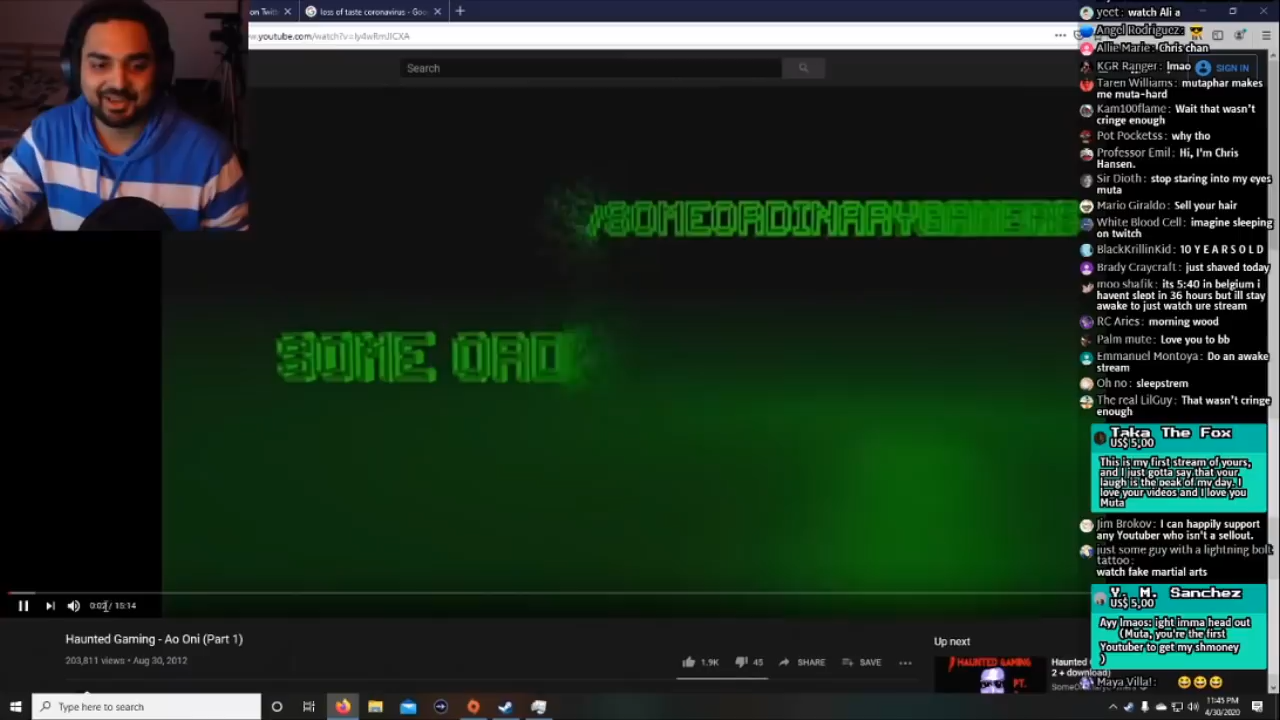 on Twit
loss of taste coronavirus - Goo
w.youtube.com/watch?v=ly4wRmJICXA
Search
SIGN IN
/SOMEORDINARYGAMERS
SOME ORD
0:02 / 15:14
Haunted Gaming - Ao Oni (Part 1)
203,811 views • Aug 30, 2012
1.9K
45
SHARE
SAVE
Up next
HAUNTED GAMING
PT.
Haunted
2 + download)
Type here to search
11:45 PM
4/30/2020
yeet: watch Ali a
Angel Rodriguez:
Allie Marie: Chris chan
KGR Ranger: lmao
Taren Williams: mutaphar makes
me muta-hard
Kam100flame: Wait that wasn't
cringe enough
Pot Pocketss: why tho
Professor Emil: Hi, I'm Chris
Hansen.
Sir Dioth: stop staring into my eyes
muta
Mario Giraldo: Sell your hair
White Blood Cell: imagine sleeping
on twitch
BlackKrillinKid: 10 Y E A R S O L D
Brady Craycraft: just shaved today
moo shafik: its 5:40 in belgium i
havent slept in 36 hours but ill stay
awake to just watch ure stream
RC Aries: morning wood
Palm mute: Love you to bb
Emmanuel Montoya: Do an awake
stream
Oh no: sleepstrem
The real LilGuy: That wasn't cringe
enough
Taka The Fox
US$ 5,00
This is my first stream of yours,
and I just gotta say that your
laugh is the peak of my day. I
love your videos and I love you
Muta
Jim Brokov: I can happily support
any Youtuber who isn't a sellout.
just some guy with a lightning bolt
tattoo:
watch fake martial arts
Y. M. Sanchez
US$ 5,00
Ayy lmaos: ight imma head out
(Muta, you're the first
Youtuber to get my shmoney
)
Maya Villa!: